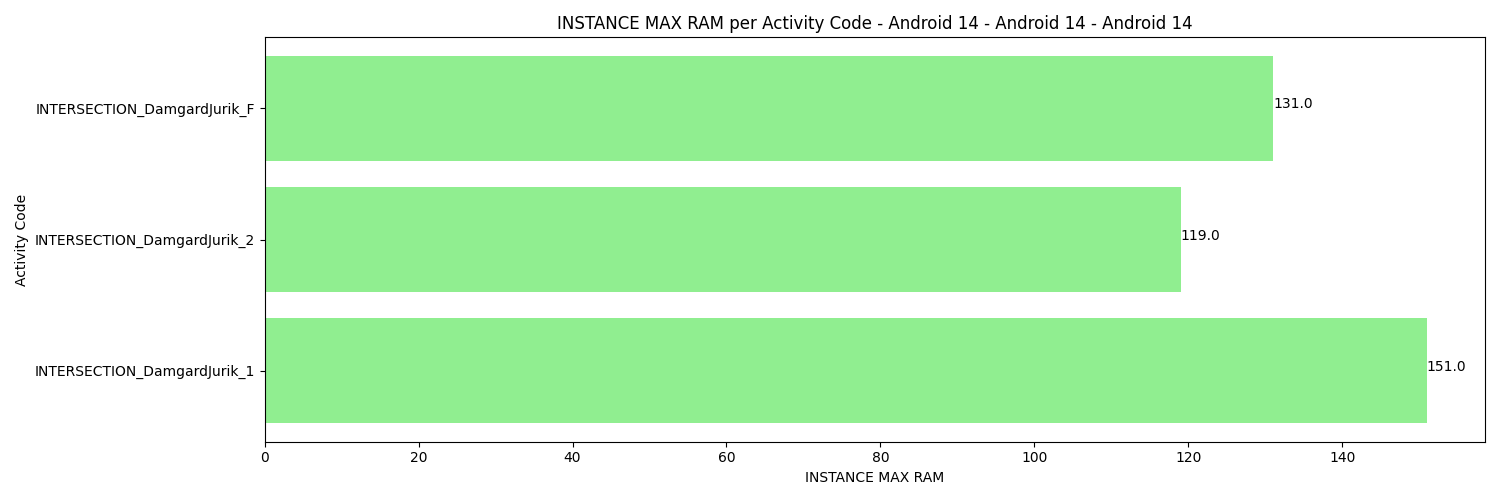 INSTANCE MAX RAM per Activity Code - Android 14 - Android 14 - Android 14
Activity Code
INTERSECTION_DamgardJurik_F
131.0
INTERSECTION_DamgardJurik_2
119.0
INTERSECTION_DamgardJurik_1
151.0
0 20 40 60 80 100 120 140
INSTANCE MAX RAM